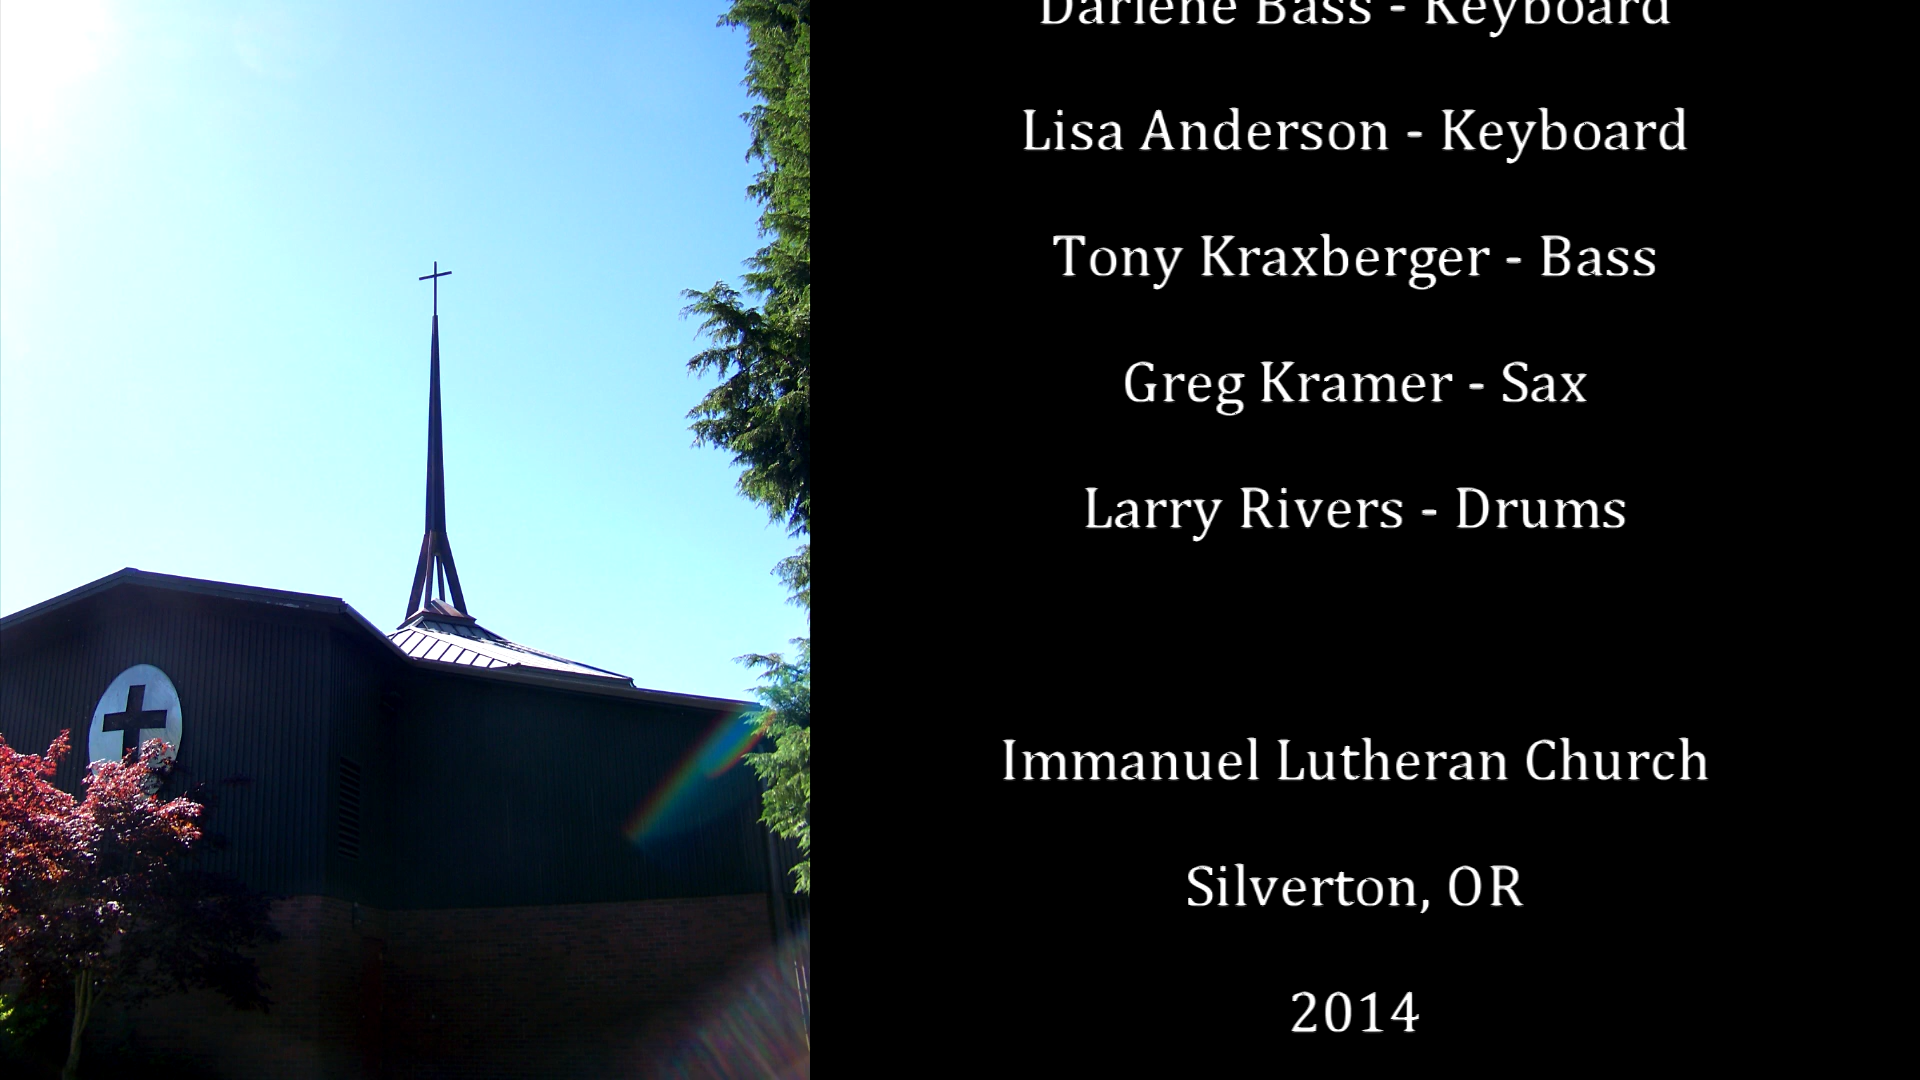 Darlene Bass - Keyboard
Lisa Anderson - Keyboard
Tony Kraxberger - Bass
Greg Kramer - Sax
Larry Rivers - Drums
Immanuel Lutheran Church
Silverton, OR
2014